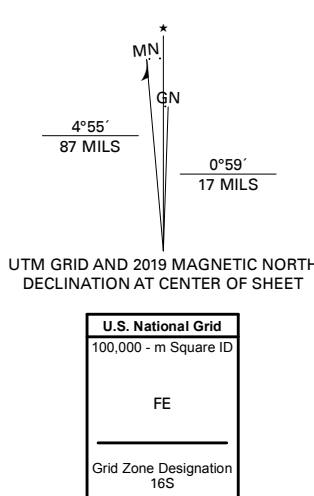 ★
MN
GN
4°55´
87 MILS
0°59´
17 MILS
UTM GRID AND 2019 MAGNETIC NORTH
DECLINATION AT CENTER OF SHEET
U.S. National Grid
100,000 - m Square ID
FE
Grid Zone Designation
16S